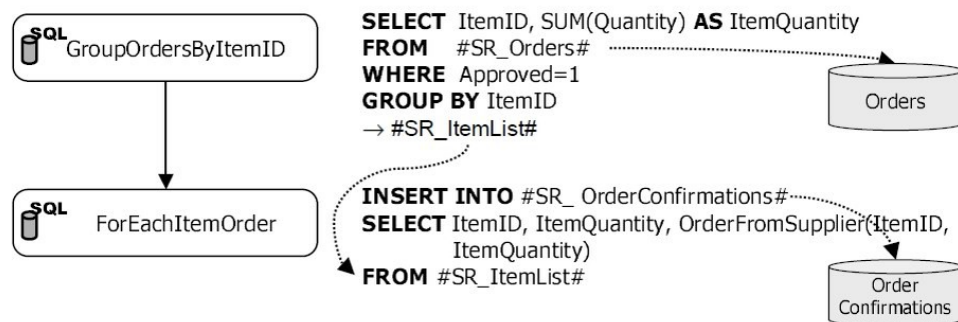 SQL
GroupOrdersByItemID
SELECT ItemID, SUM(Quantity) AS ItemQuantity
FROM #SR_Orders#
WHERE Approved=1
GROUP BY ItemID
→ #SR_ItemList#
Orders
SQL
ForEachItemOrder
INSERT INTO #SR_ OrderConfirmations#
SELECT ItemID, ItemQuantity, OrderFromSupplier(ItemID,
ItemQuantity)
FROM #SR_ItemList#
Order
Confirmations